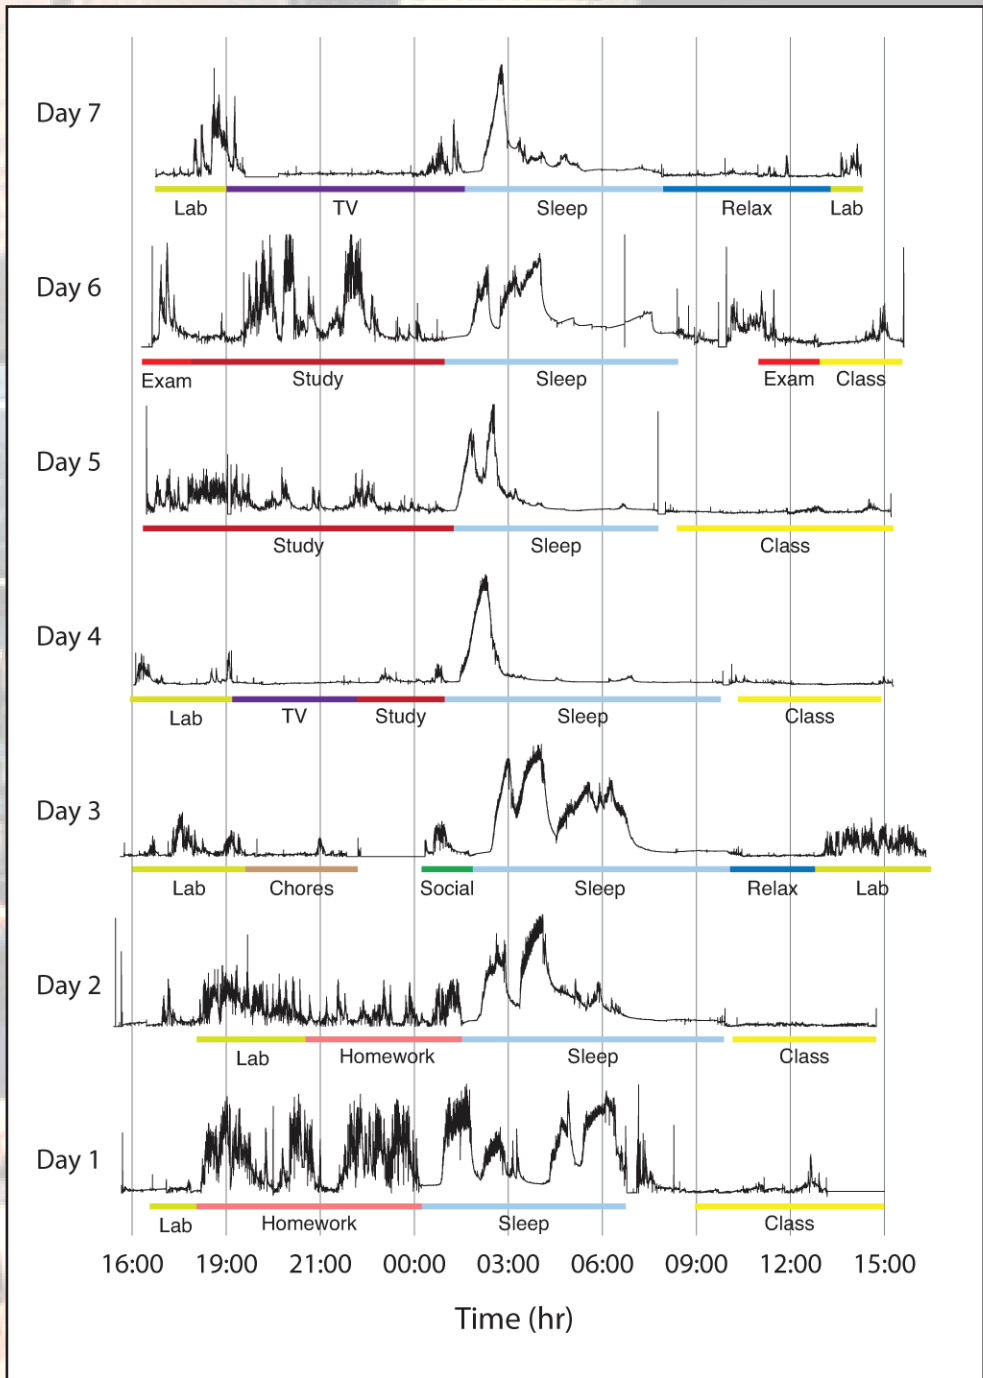 Day 7
Lab TV Sleep Relax Lab
Day 6
Exam Study Sleep Exam Class
Day 5
Study Sleep Class
Day 4
Lab TV Study Sleep Class
Day 3
Lab Chores Social Sleep Relax Lab
Day 2
Lab Homework Sleep Class
Day 1
Lab Homework Sleep Class
16:00 19:00 21:00 00:00 03:00 06:00 09:00 12:00 15:00
Time (hr)